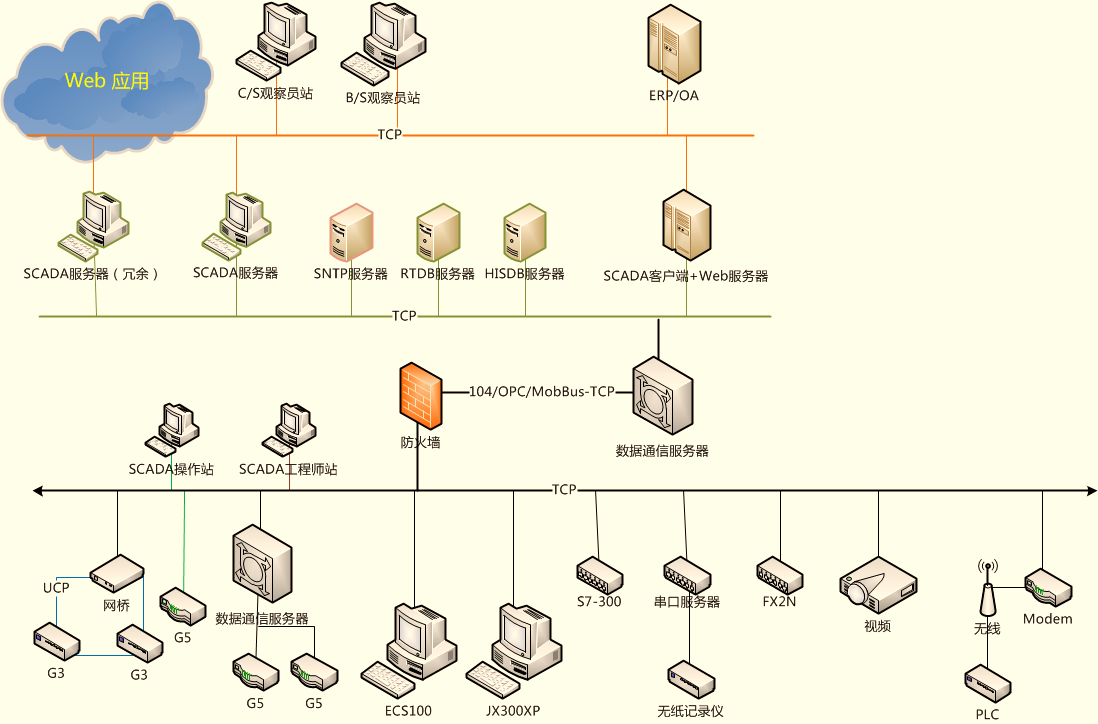 Web 应用
C/S观察员站
B/S观察员站
ERP/OA
TCP
SCADA服务器（冗余）
SCADA服务器
SNTP服务器
RTDB服务器
HISDB服务器
SCADA客户端+Web服务器
TCP
104/OPC/MobBus-TCP
防火墙
数据通信服务器
SCADA操作站
SCADA工程师站
TCP
UCP
网桥
G3
G3
G5
数据通信服务器
G5
G5
ECS100
JX300XP
S7-300
串口服务器
FX2N
视频
无线
Modem
无纸记录仪
PLC